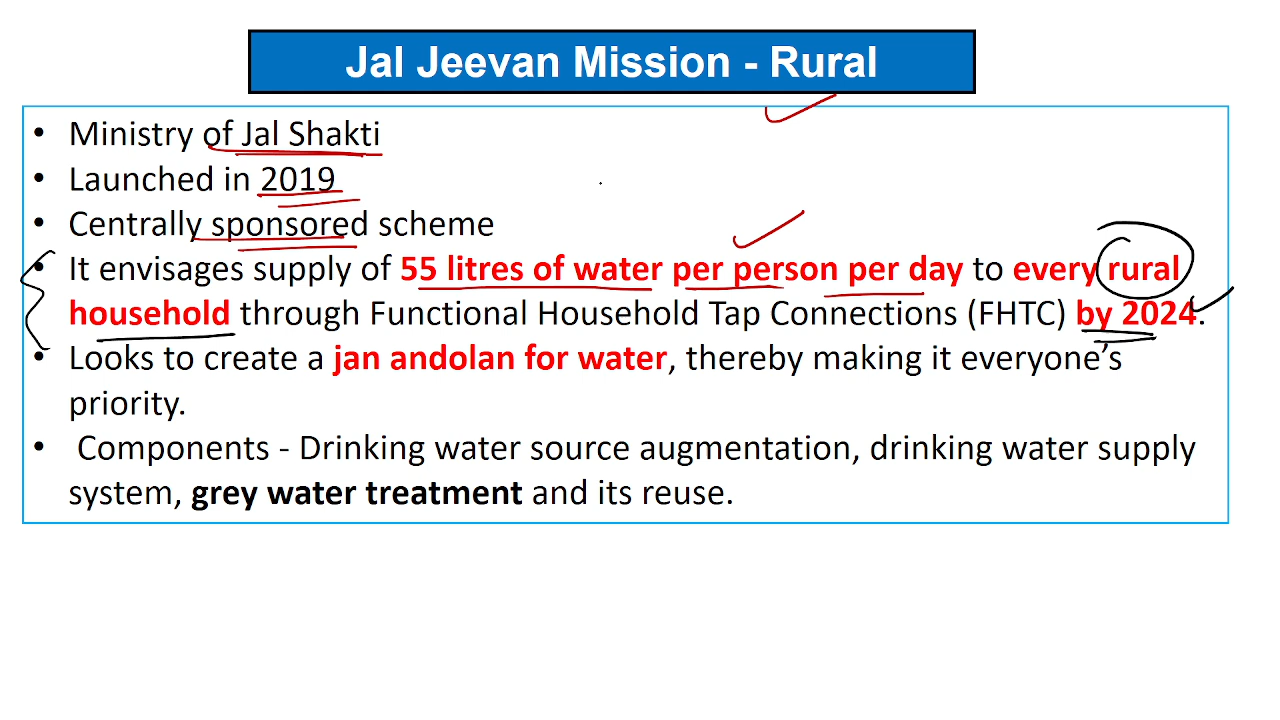 Jal Jeevan Mission - Rural
• Ministry of Jal Shakti
• Launched in 2019
• Centrally sponsored scheme
• It envisages supply of 55 litres of water per person per day to every rural
household through Functional Household Tap Connections (FHTC) by 2024.
• Looks to create a jan andolan for water, thereby making it everyone’s
priority.
• Components - Drinking water source augmentation, drinking water supply
system, grey water treatment and its reuse.